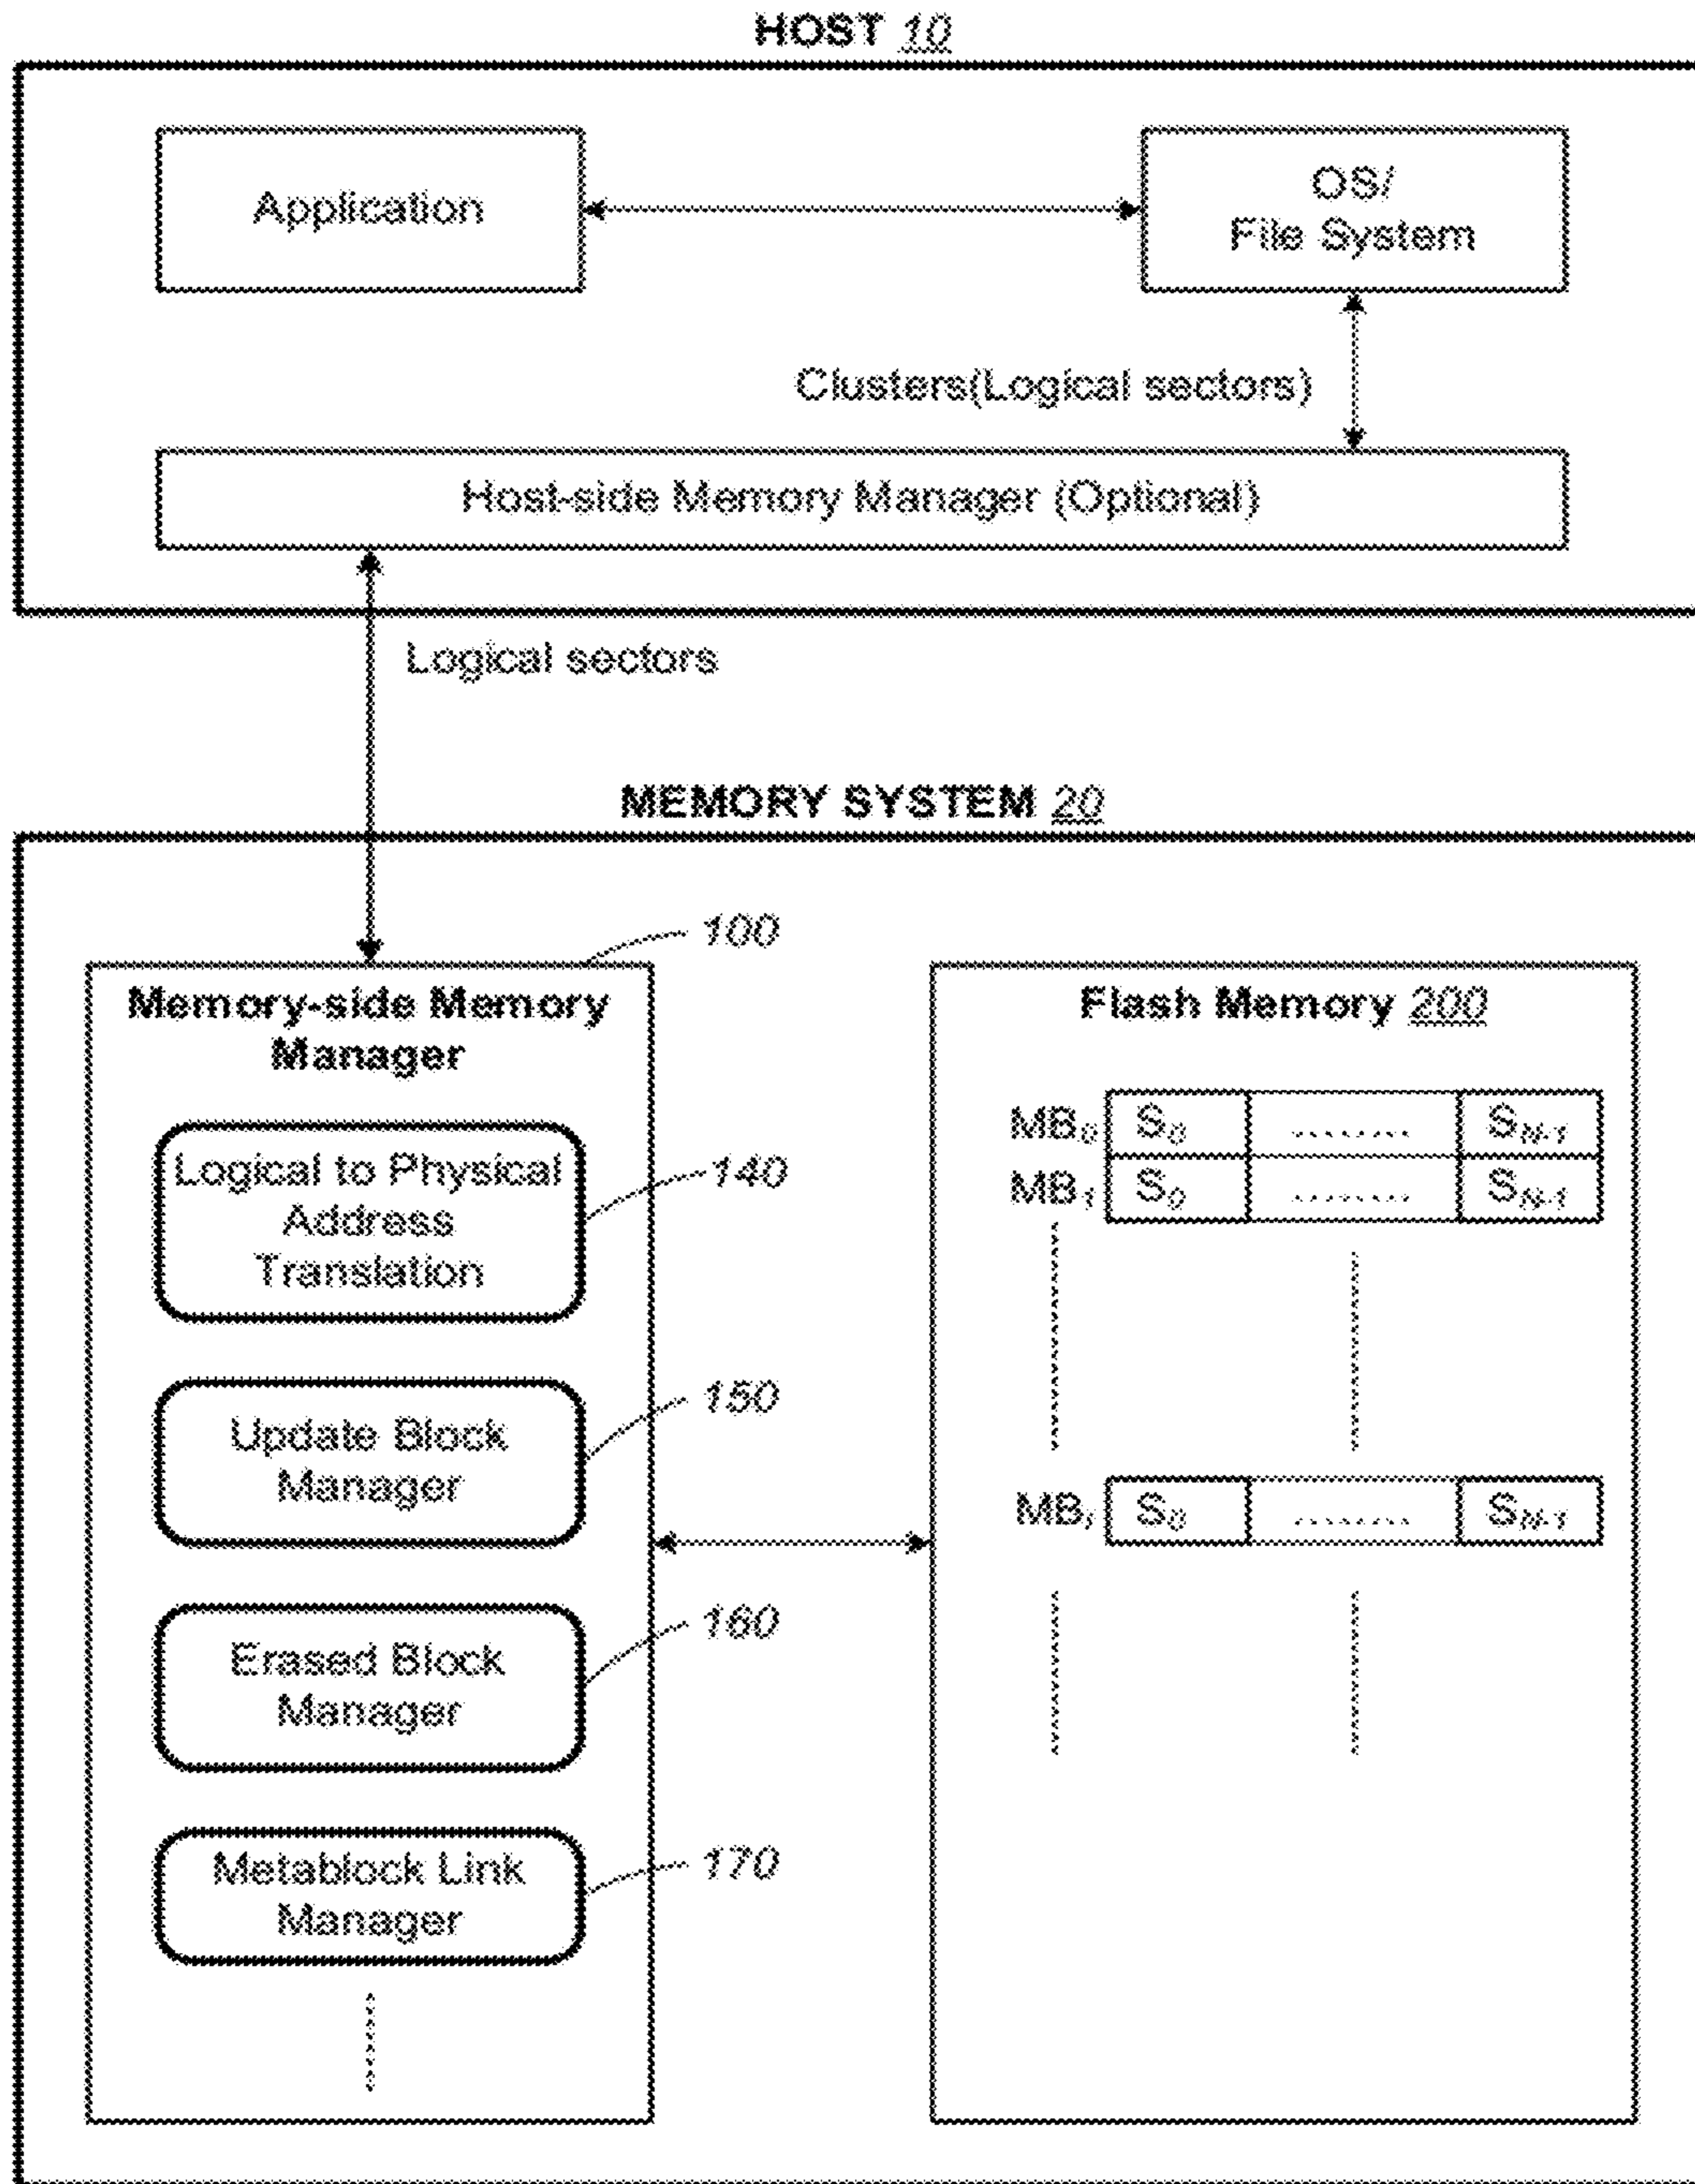 HOST 10
Application
OS/
File System
Clusters(Logical sectors)
Host-side Memory Manager (Optional)
Logical sectors
MEMORY SYSTEM 20
100
Memory-side Memory
Manager
Logical to Physical
Address
Translation
140
Update Block
Manager
150
Erased Block
Manager
160
Metablock Link
Manager
170
Flash Memory 200
MB0 S0 ........ SN-1
MB1 S0 ........ SN-1
MBi S0 ........ SN-1